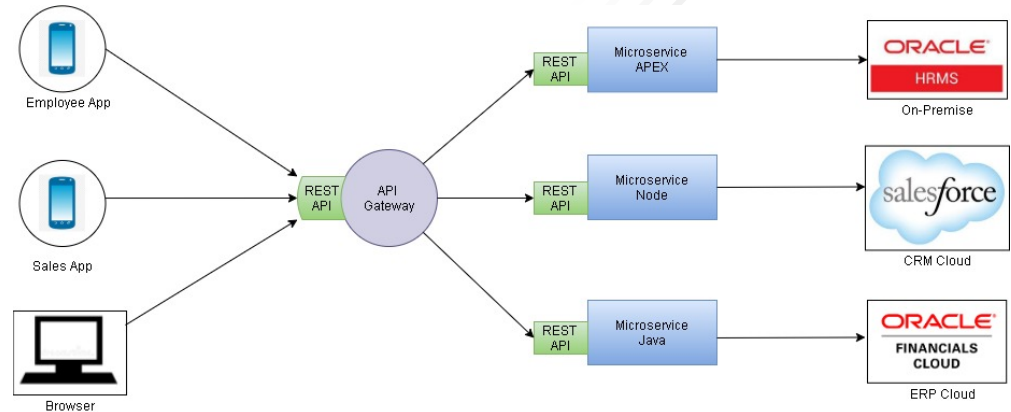 Employee App
Sales App
Browser
REST
API
API
Gateway
REST
API
Microservice
APEX
REST
API
Microservice
Node
REST
API
Microservice
Java
ORACLE
HRMS
On-Premise
salesforce
CRM Cloud
ORACLE
FINANCIALS
CLOUD
ERP Cloud